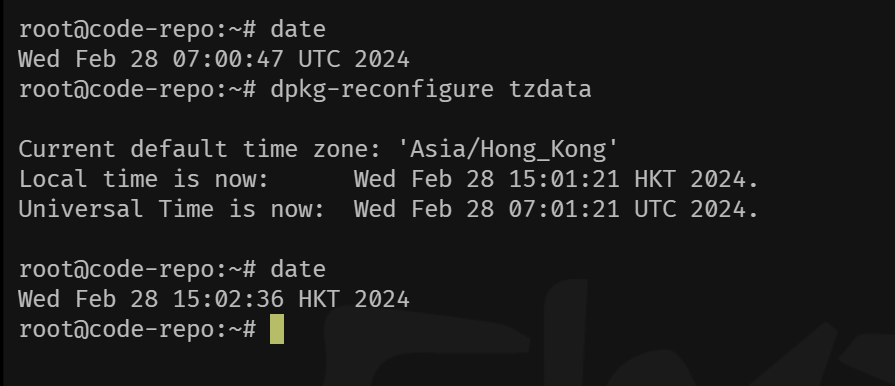 root@code-repo:~# date
Wed Feb 28 07:00:47 UTC 2024
root@code-repo:~# dpkg-reconfigure tzdata
Current default time zone: 'Asia/Hong_Kong'
Local time is now:      Wed Feb 28 15:01:21 HKT 2024.
Universal Time is now:  Wed Feb 28 07:01:21 UTC 2024.
root@code-repo:~# date
Wed Feb 28 15:02:36 HKT 2024
root@code-repo:~#